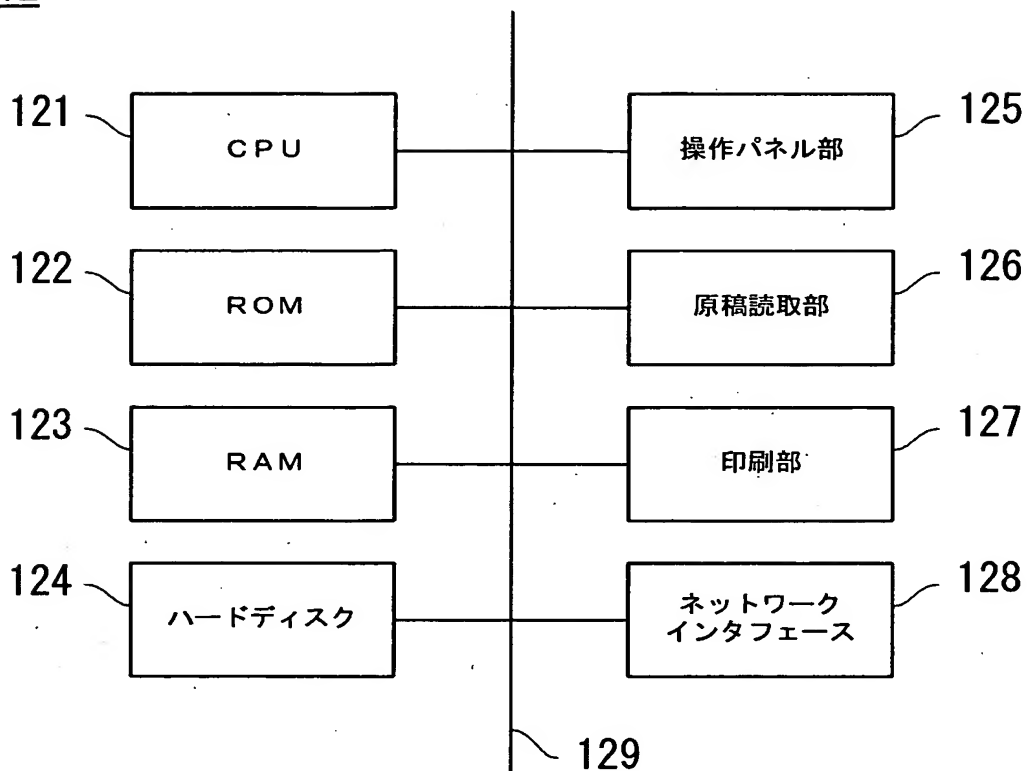 121
CPU
122
ROM
123
RAM
124
ハードディスク
125
操作パネル部
126
原稿読取部
127
印刷部
128
ネットワーク
インタフェース
129